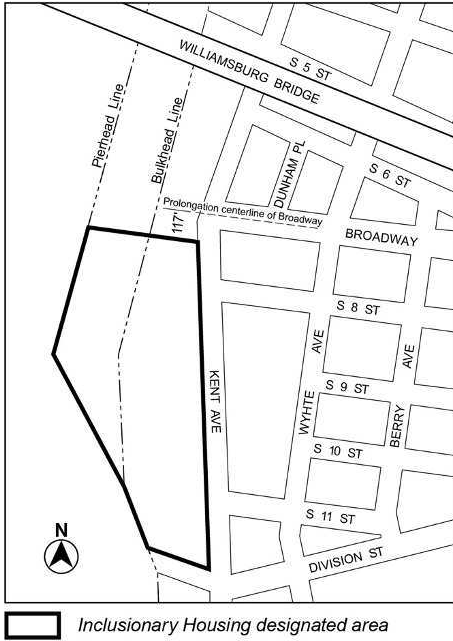 S 5 ST
WILLIAMSBURG BRIDGE
Pierhead Line
Bulkhead Line
DUNHAM PL
S 6 ST
Prolongation centerline of Broadway
117'
BROADWAY
S 8 ST
KENT AVE
WYHTE AVE
S 9 ST
BERRY AVE
S 10 ST
S 11 ST
DIVISION ST
N
Inclusionary Housing designated area